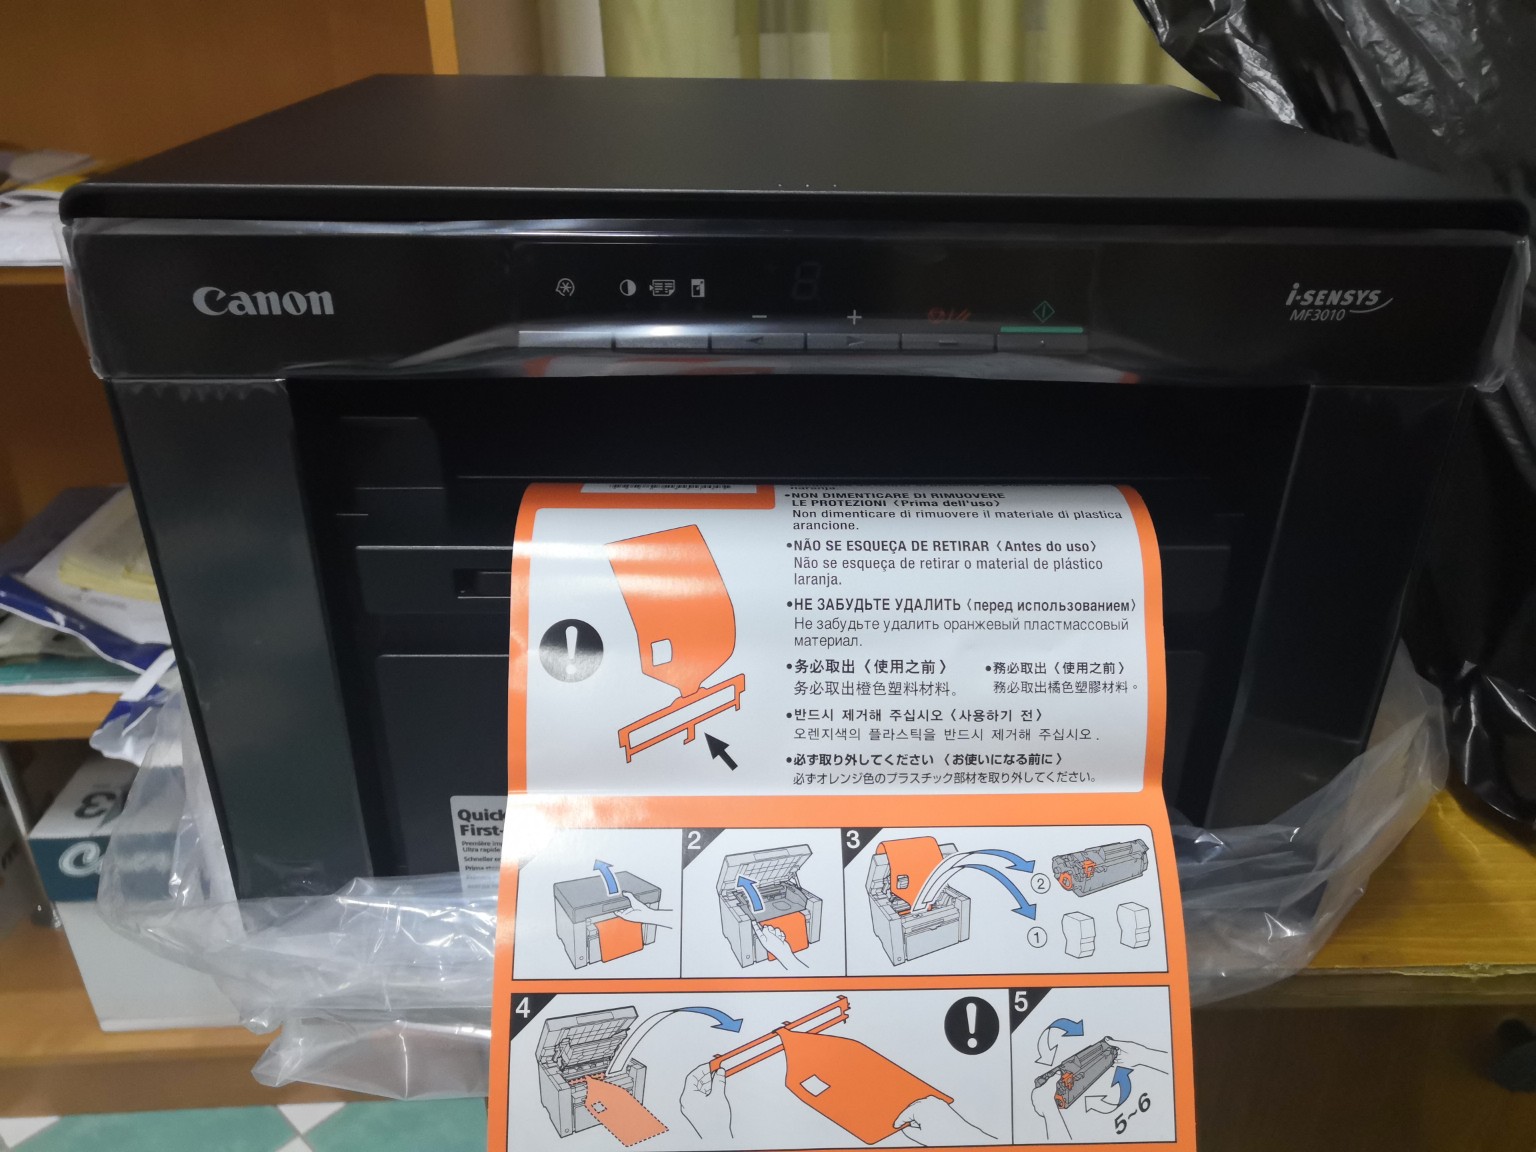 Canon
− +
i-SENSYS
MF3010
•NON DIMENTICARE DI RIMUOVERE
LE PROTEZIONI〈Prima dell'uso〉
Non dimenticare di rimuovere il materiale di plastica
arancione.
•NÃO SE ESQUEÇA DE RETIRAR〈Antes do uso〉
Não se esqueça de retirar o material de plástico
laranja.
•НЕ ЗАБУДЬТЕ УДАЛИТЬ〈перед использованием〉
Не забудьте удалить оранжевый пластмассовый
материал.
•务必取出〈使用之前〉
务必取出橙色塑料材料。
•務必取出〈使用之前〉
務必取出橘色塑膠材料。
•반드시 제거해 주십시오〈사용하기 전〉
오렌지색의 플라스틱을 반드시 제거해 주십시오.
•必ず取り外してください〈お使いになる前に〉
必ずオレンジ色のプラスチック部材を取り外してください。
Quick
First-
Première
Ultra rapide
Schneller
Prima
2
3
②
①
4
5
5~6